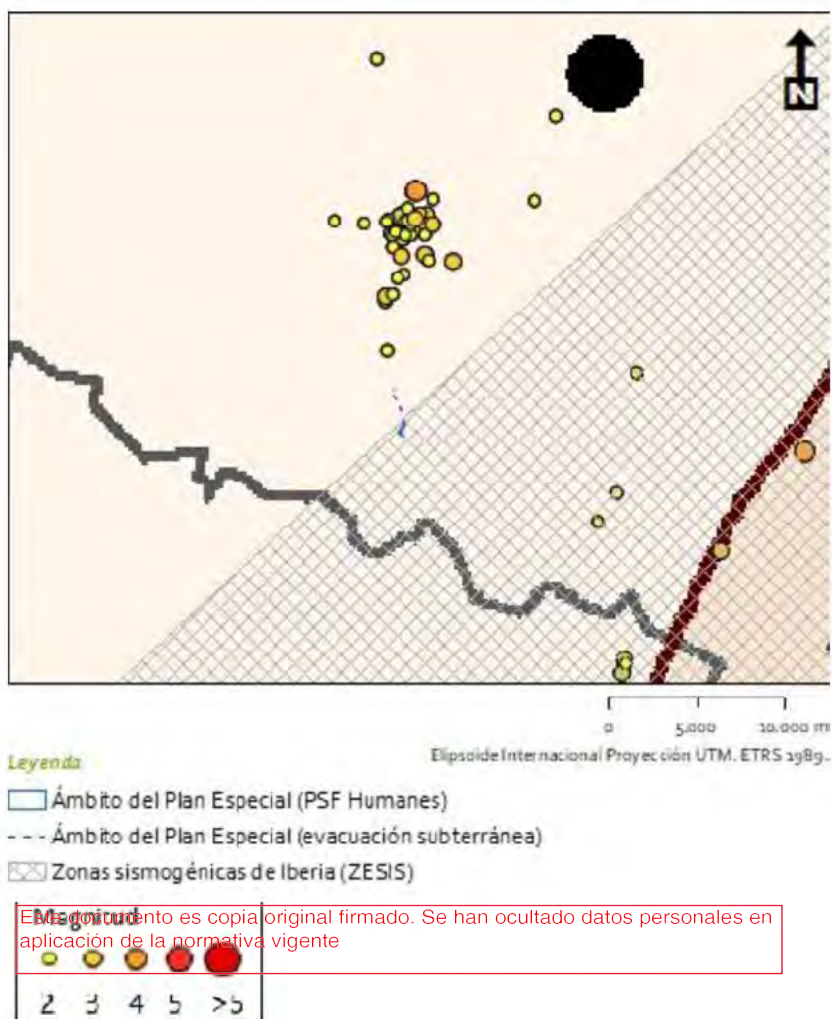 N
0 5.000 10.000 m
Elipsoide Internacional Proyección UTM. ETRS 1989.
Leyenda
Ámbito del Plan Especial (PSF Humanes)
Ámbito del Plan Especial (evacuación subterránea)
Zonas sismogénicas de Iberia (ZESIS)
Magnitud
Este documento es copia original firmado. Se han ocultado datos personales en
aplicación de la normativa vigente
2 3 4 5 >5